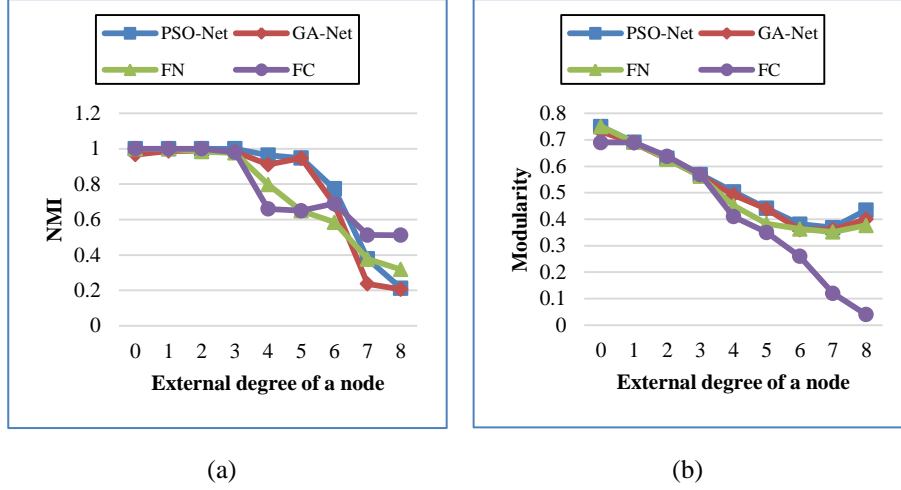 PSO-Net GA-Net
FN FC
1.2
1
0.8
0.6
0.4
0.2
0
NMI
0 1 2 3 4 5 6 7 8
External degree of a node
(a)
PSO-Net GA-Net
FN FC
0.8
0.7
0.6
0.5
0.4
0.3
0.2
0.1
0
Modularity
0 1 2 3 4 5 6 7 8
External degree of a node
(b)